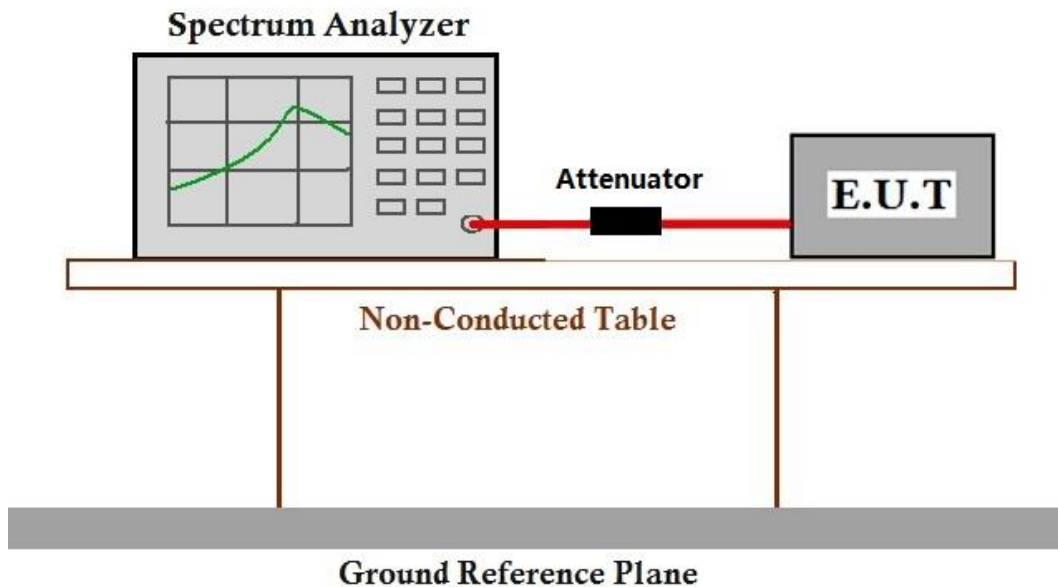 Spectrum Analyzer
Attenuator
E.U.T
Non-Conducted Table
Ground Reference Plane